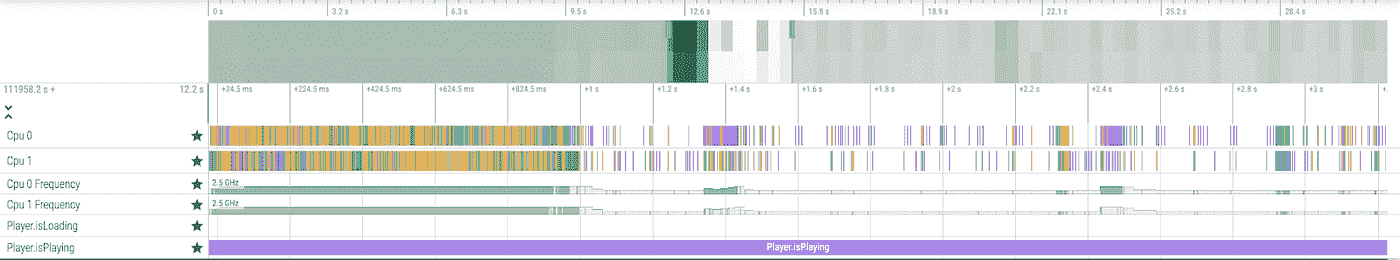 0 s 3.2 s 6.3 s 9.5 s 12.6 s 15.8 s 18.9 s 22.1 s 25.2 s 28.4 s
111958.2 s + 12.2 s +24.5 ms +224.5 ms +424.5 ms +624.5 ms +824.5 ms +1 s +1.2 s +1.4 s +1.6 s +1.8 s +2 s +2.2 s +2.4 s +2.6 s +2.8 s +3 s +
Cpu 0
Cpu 1
Cpu 0 Frequency 2.5 GHz
Cpu 1 Frequency 2.5 GHz
Player.isLoading
Player.isPlaying Player.isPlaying